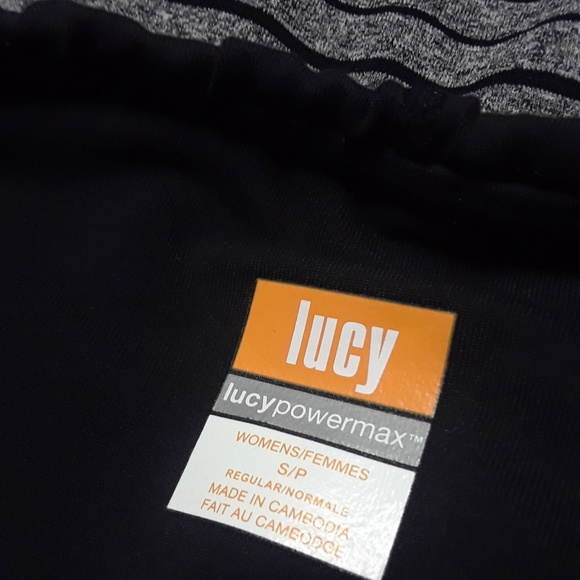 lucy
lucypowermax™
WOMENS/FEMMES
S/P
REGULAR/NORMALE
MADE IN CAMBODIA
FAIT AU CAMBODGE